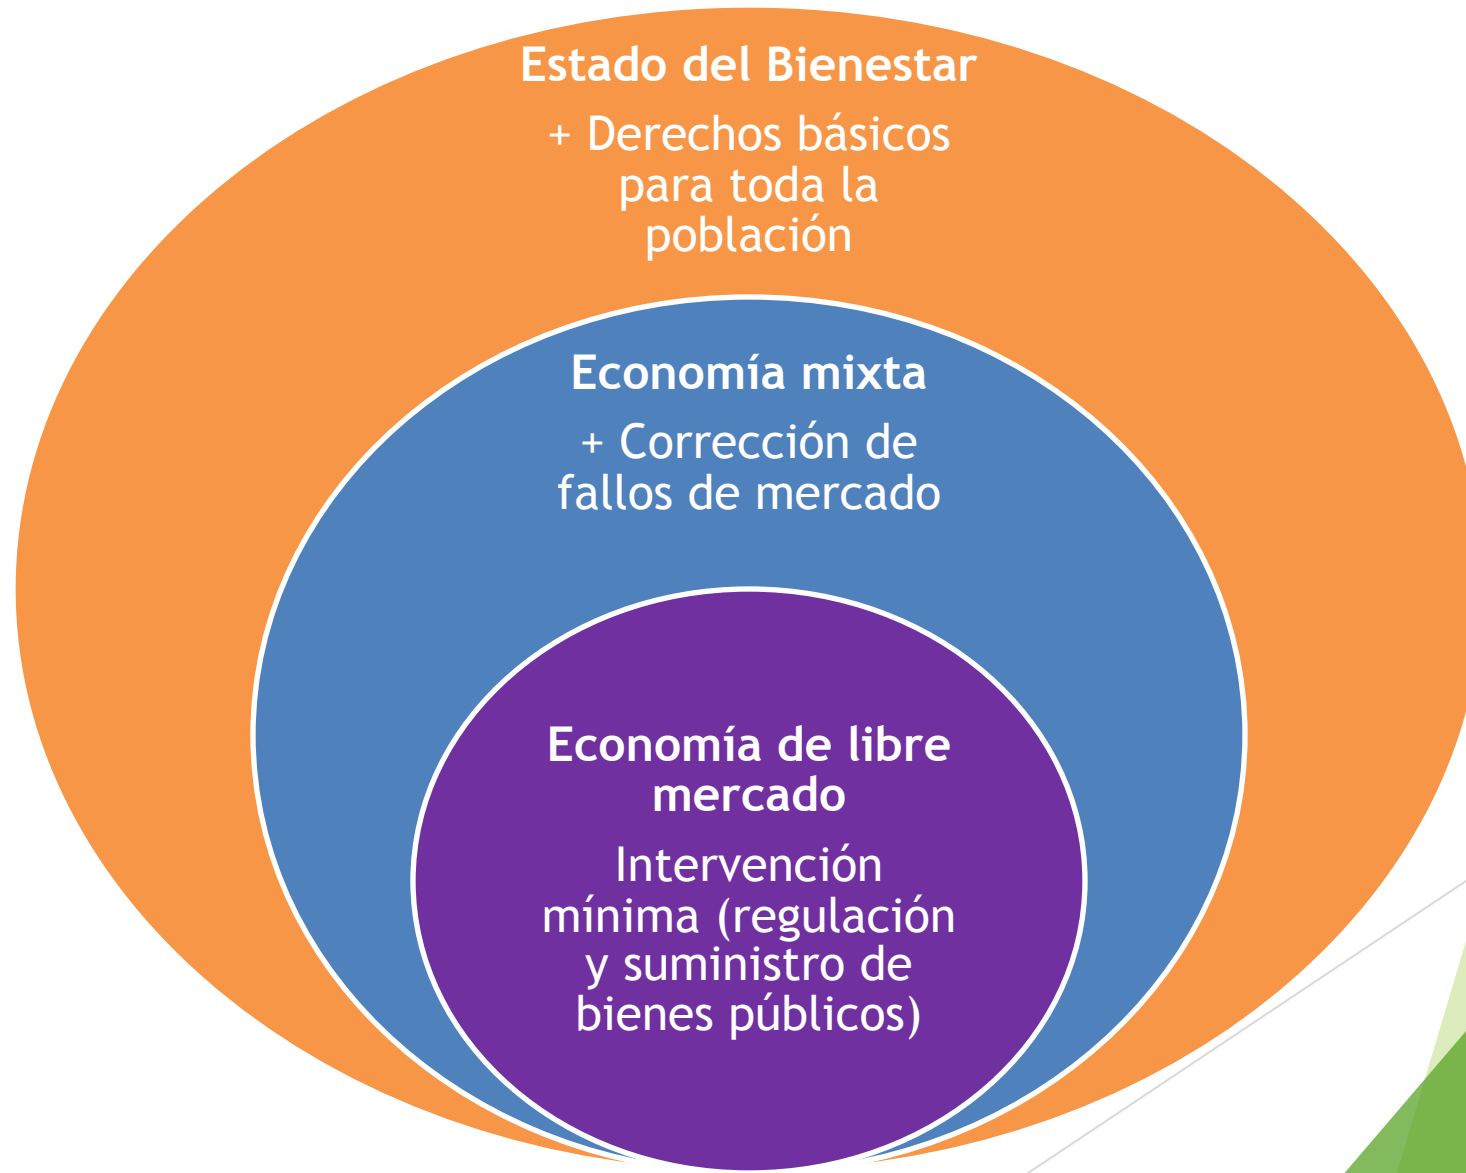 Estado del Bienestar
+ Derechos básicos
para toda la
población
Economía mixta
+ Corrección de
fallos de mercado
Economía de libre
mercado
Intervención
mínima (regulación
y suministro de
bienes públicos)